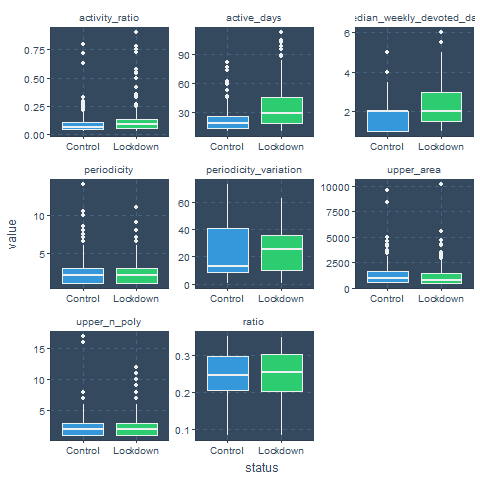 activity_ratio
active_days
edian_weekly_devoted_da
0.75
0.50
0.25
0.00
90
60
30
6
4
2
Control Lockdown
Control Lockdown
Control Lockdown
periodicity
periodicity_variation
upper_area
10
5
60
40
20
0
10000
7500
5000
2500
0
Control Lockdown
Control Lockdown
Control Lockdown
upper_n_poly
ratio
15
10
5
0.3
0.2
0.1
Control Lockdown
Control Lockdown
value
status